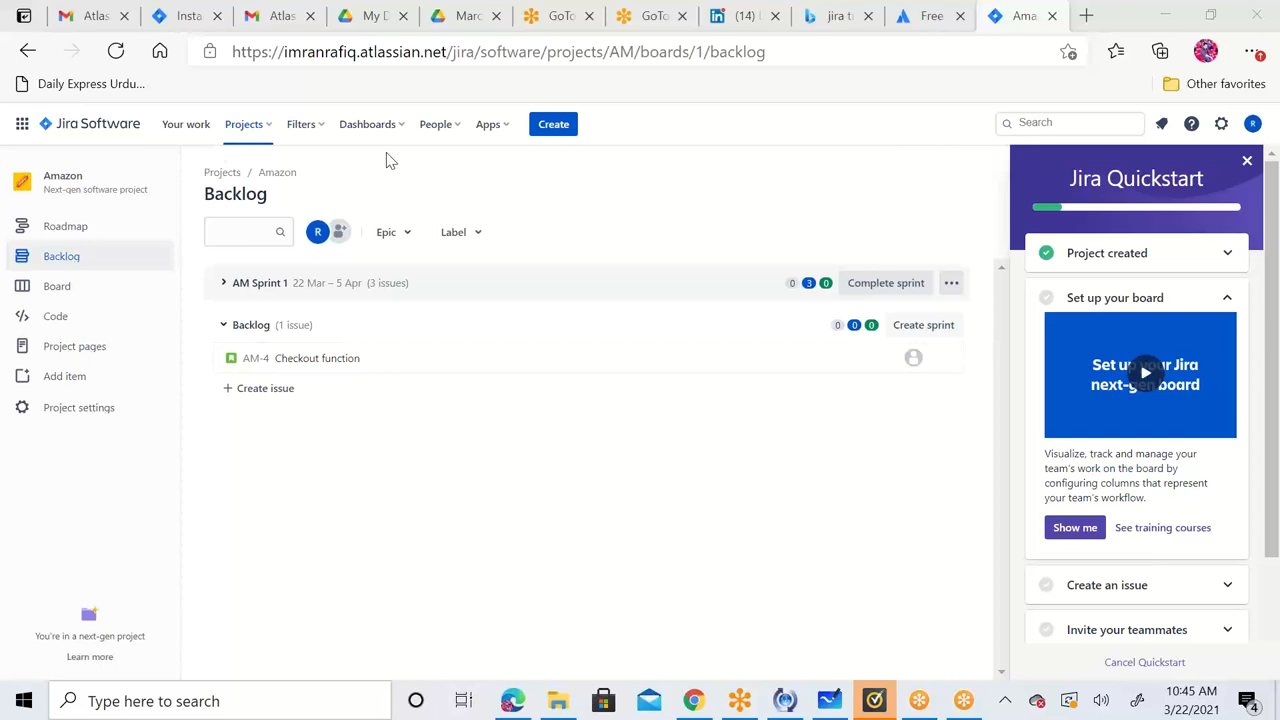 Atlas
Insta
Gmail
My D
Marc
GoTo
GoTo
(14) L
jira t
Free
Ama
https://imranrafiq.atlassian.net/jira/software/projects/AM/boards/1/backlog
Daily Express Urdu...
Other favorites
Jira Software
Your work
Projects
Filters
Dashboards
People
Apps
Create
Search
R
Amazon
Next-gen software project
Roadmap
Backlog
Board
Code
Project pages
Add item
Project settings
You're in a next-gen project
Learn more
Projects / Amazon
Backlog
R
Epic
Label
AM Sprint 1 22 Mar – 5 Apr (3 issues)
0 3 0
Complete sprint
Backlog (1 issue)
0 0 0
Create sprint
AM-4 Checkout function
+ Create issue
Jira Quickstart
Project created
Set up your board
Set up your Jira
next-gen board
Visualize, track and manage your
team's work on the board by
configuring columns that represent
your team's workflow.
Show me
See training courses
Create an issue
Invite your teammates
Cancel Quickstart
Type here to search
10:45 AM
3/22/2021
4